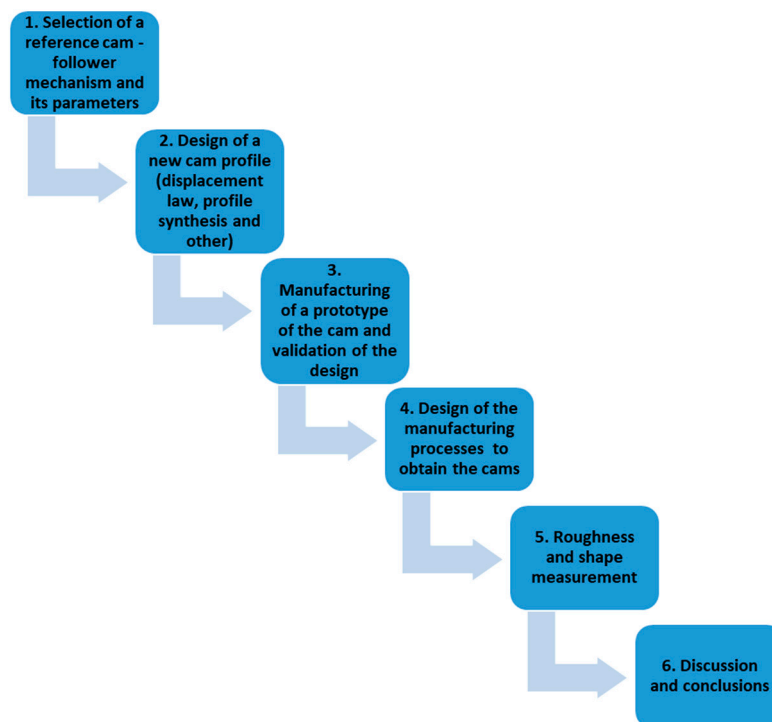 1. Selection of a
reference cam -
follower
mechanism and
its parameters
2. Design of a
new cam profile
(displacement
law, profile
synthesis and
other)
3.
Manufacturing
of a prototype
of the cam and
validation of the
design
4. Design of the
manufacturing
processes to
obtain the cams
5. Roughness
and shape
measurement
6. Discussion
and conclusions